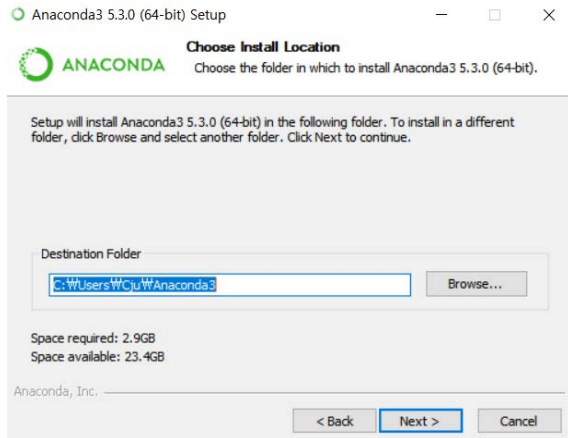 Anaconda3 5.3.0 (64-bit) Setup
ANACONDA
Choose Install Location
Choose the folder in which to install Anaconda3 5.3.0 (64-bit).
Setup will install Anaconda3 5.3.0 (64-bit) in the following folder. To install in a different
folder, click Browse and select another folder. Click Next to continue.
Destination Folder
C:₩Users₩Cju₩Anaconda3
Browse...
Space required: 2.9GB
Space available: 23.4GB
Anaconda, Inc.
< Back
Next >
Cancel